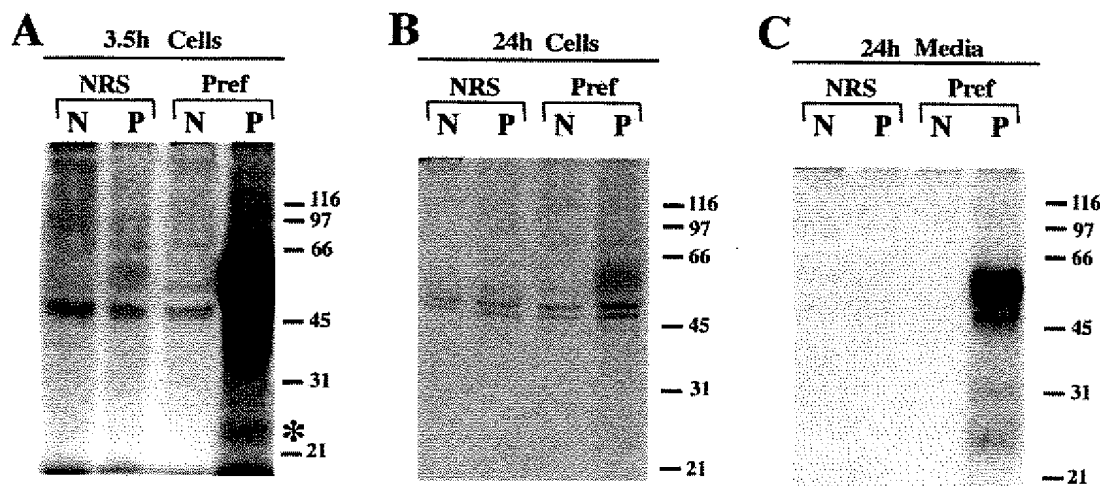 A 3.5h Cells
NRS Pref
N P N P
116
97
66
45
31
*
21
B 24h Cells
NRS Pref
N P N P
116
97
66
45
31
21
C 24h Media
NRS Pref
N P N P
116
97
66
45
31
21